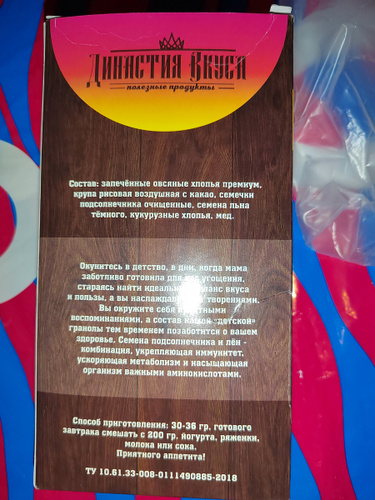 Династия Вкуса
полезные продукты
Состав: запечённые овсяные хлопья премиум,
крупа рисовая воздушная с какао, семечки
подсолнечника очищенные, семена льна
тёмного, кукурузные хлопья, мед.
Окунитесь в детство, в дни, когда мама
заботливо готовила для вас угощения,
стараясь найти идеальный баланс вкуса
и пользы, а вы наслаждались творениями.
Вы окружите себя
воспоминаниями, а состав нашей «детской»
гранолы тем временем позаботится о вашем
здоровье. Семена подсолнечника и лён -
комбинация, укрепляющая иммунитет,
ускоряющая метаболизм и насыщающая
организм важными аминокислотами.
Способ приготовления: 30-36 гр. готового
завтрака смешать с 200 гр. йогурта, ряженки,
молока или сока.
Приятного аппетита!
ТУ 10.61.33-008-0111490885-2018